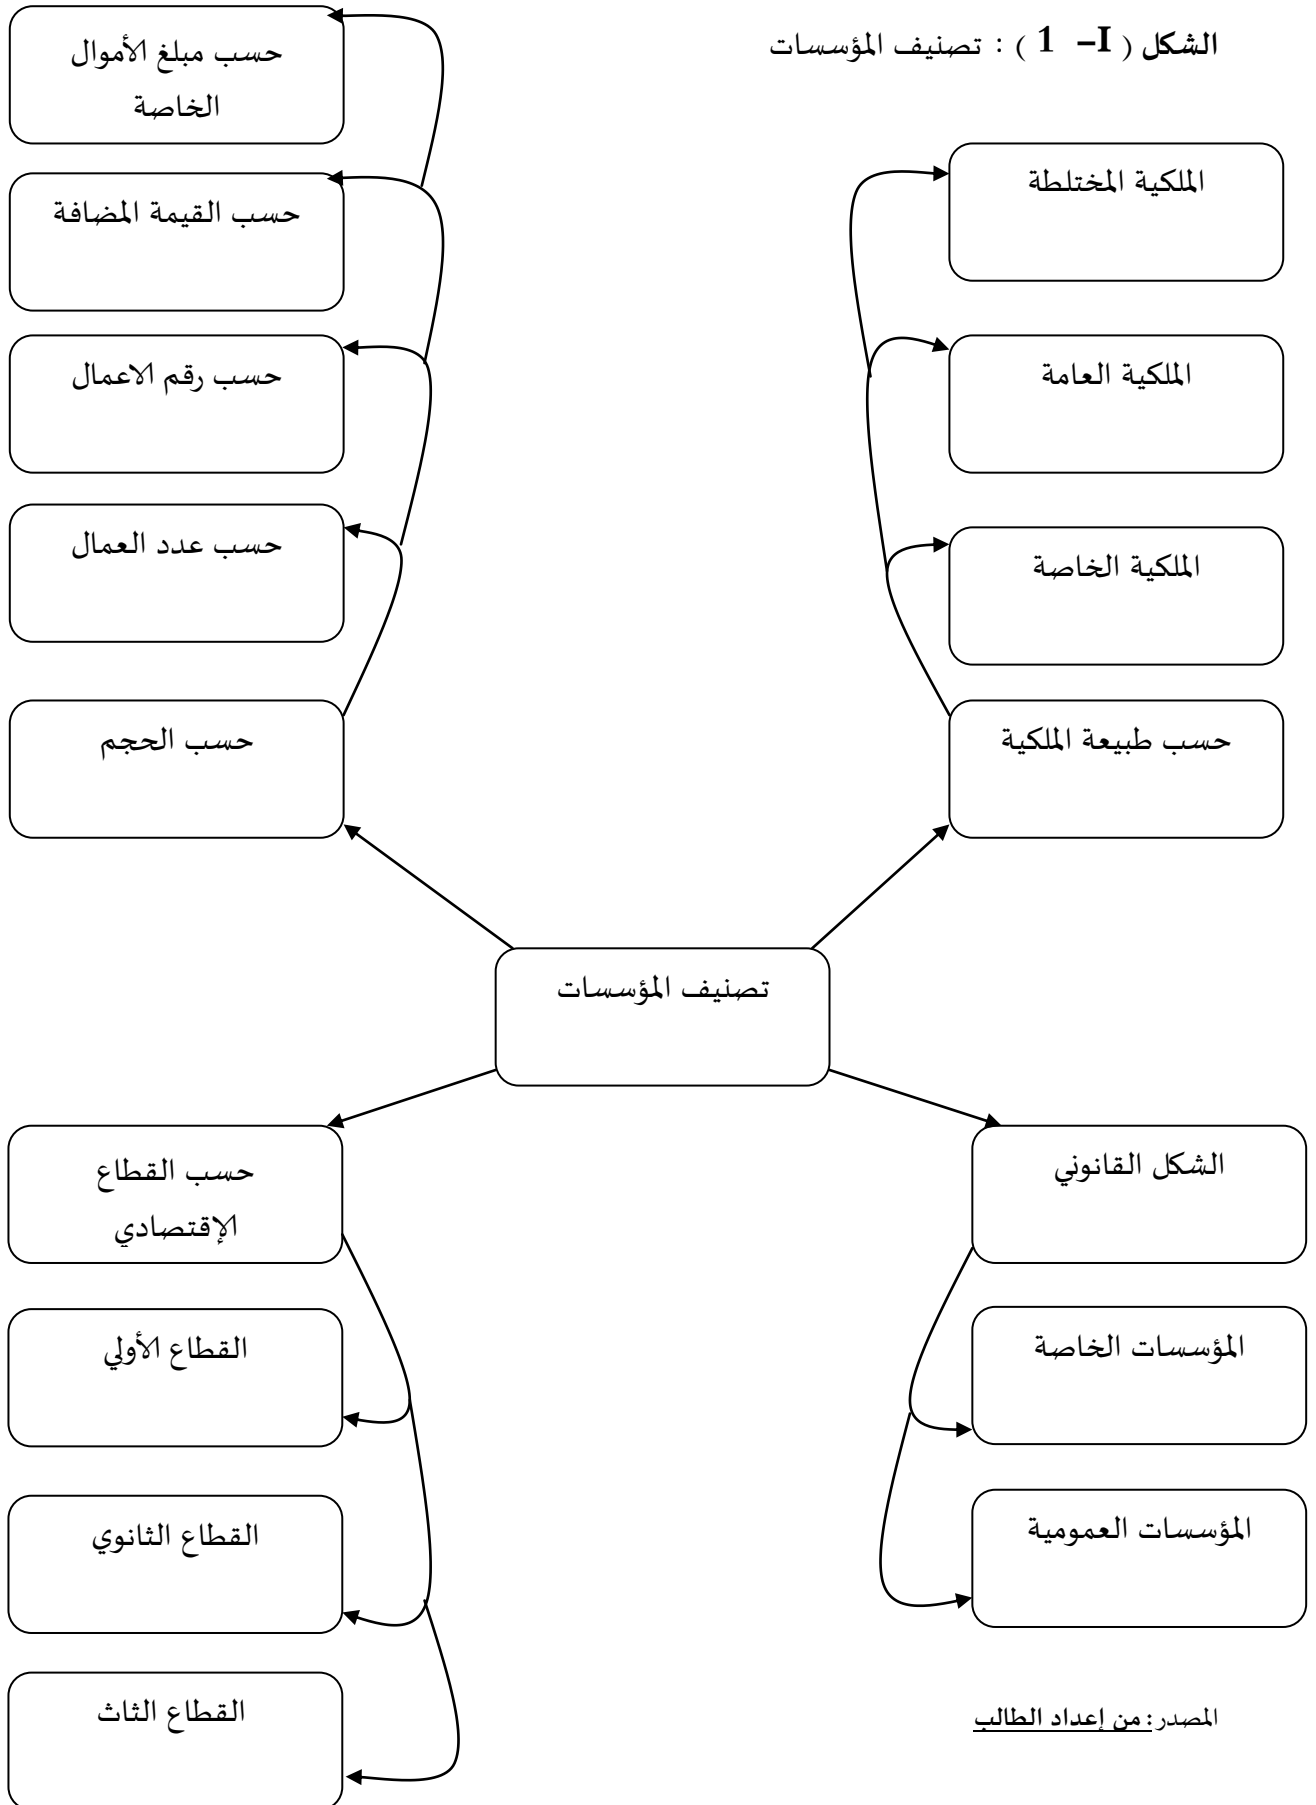 الشكل ( I- 1 ) : تصنيف المؤسسات
الملكية المختلطة
الملكية العامة
الملكية الخاصة
حسب طبيعة الملكية
حسب مبلغ الأموال
الخاصة
حسب القيمة المضافة
حسب رقم الاعمال
حسب عدد العمال
حسب الحجم
تصنيف المؤسسات
الشكل القانوني
المؤسسات الخاصة
المؤسسات العمومية
حسب القطاع
الإقتصادي
القطاع الأولي
القطاع الثانوي
القطاع الثاث
المصدر: من إعداد الطالب